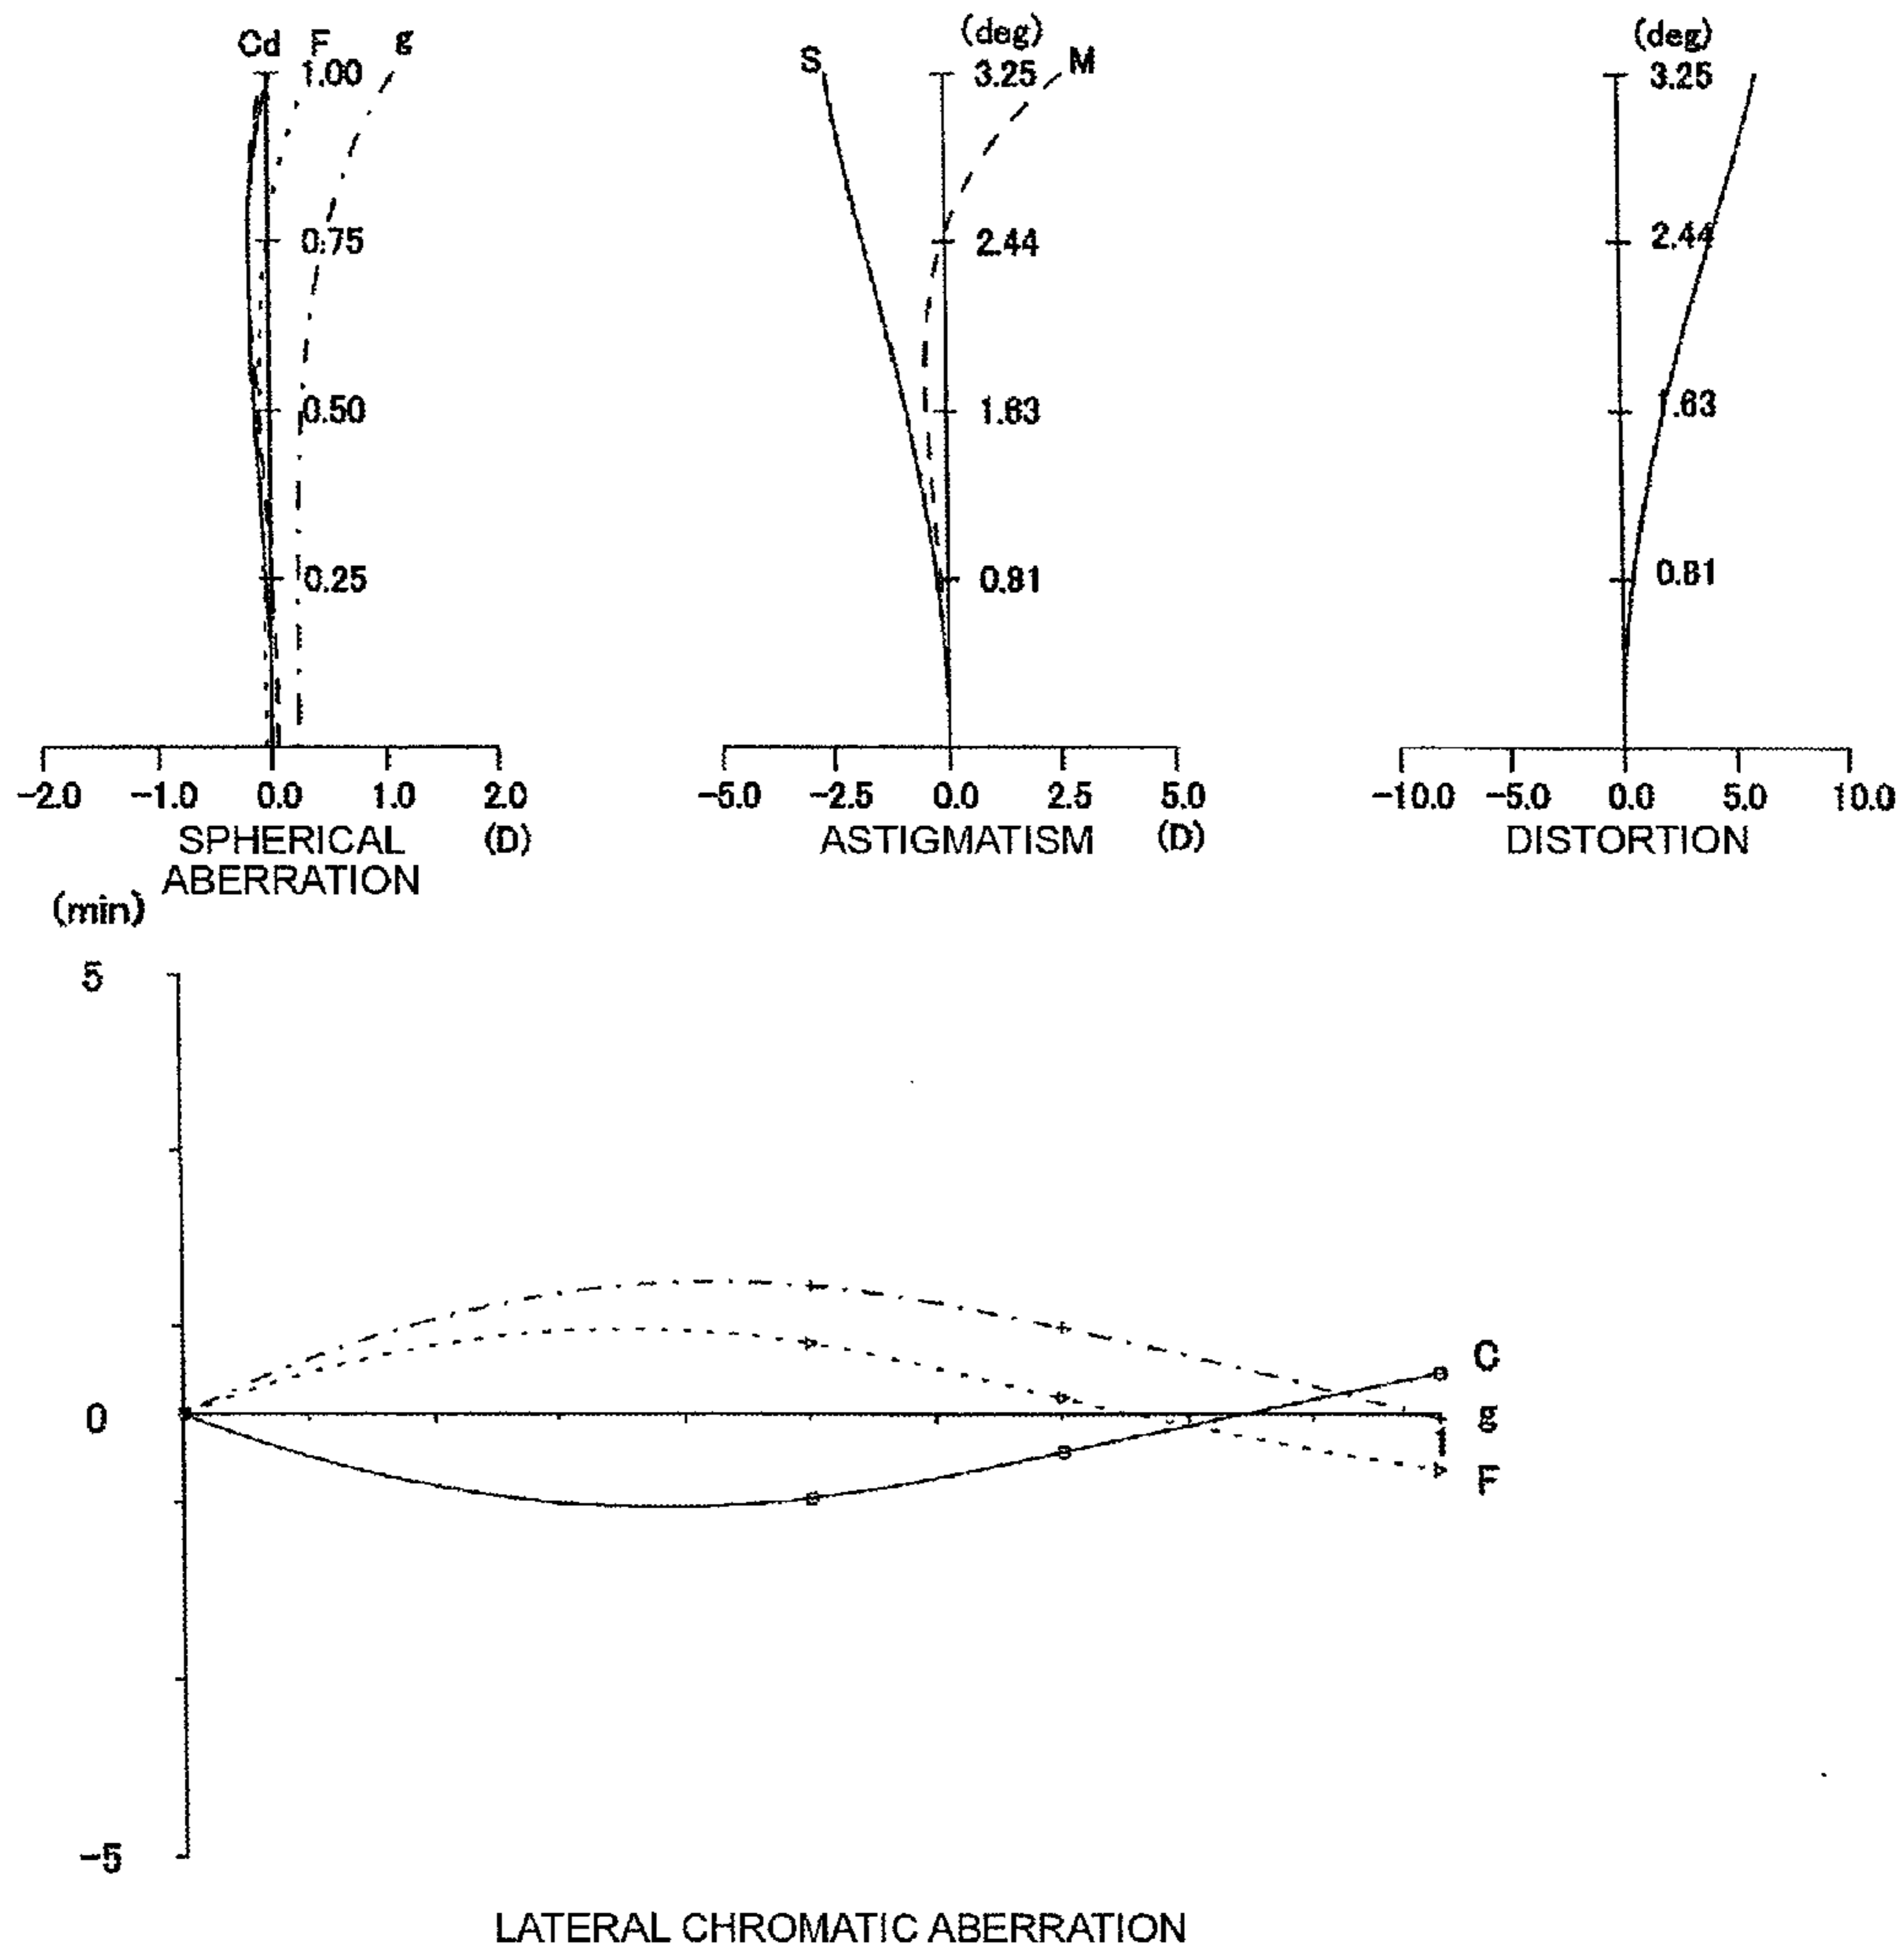 Cd F g
1.00
0.75
0.50
0.25
-2.0 -1.0 0.0 1.0 2.0
SPHERICAL (D)
ABERRATION
(deg)
S 3.25 M
2.44
1.63
0.81
-5.0 -2.5 0.0 2.5 5.0
ASTIGMATISM (D)
(deg)
3.25
2.44
1.63
0.81
-10.0 -5.0 0.0 5.0 10.0
DISTORTION
(min)
5
0
-5
C
g
F
LATERAL CHROMATIC ABERRATION